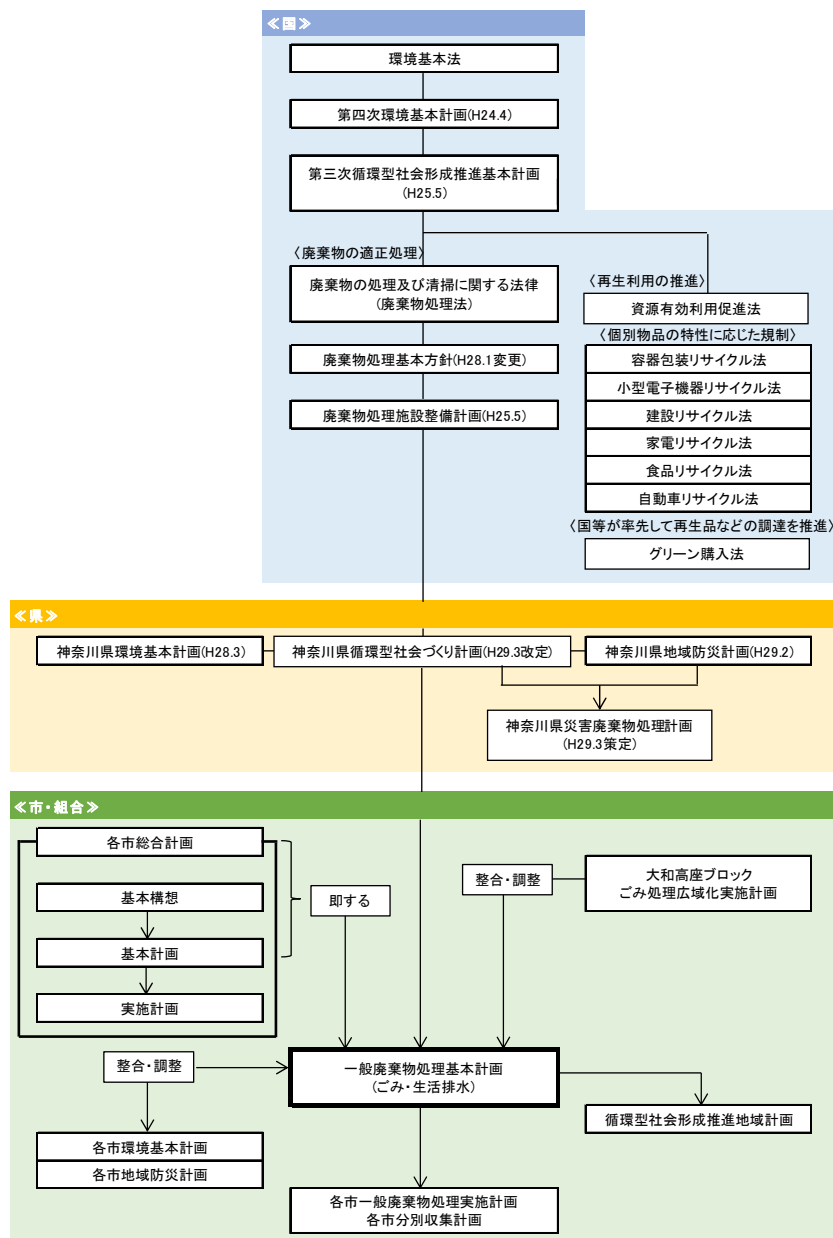 ≪国≫
環境基本法
第四次環境基本計画(H24.4)
第三次循環型社会形成推進基本計画
(H25.5)
〈廃棄物の適正処理〉
廃棄物の処理及び清掃に関する法律
(廃棄物処理法)
廃棄物処理基本方針(H28.1変更)
廃棄物処理施設整備計画(H25.5)
〈再生利用の推進〉
資源有効利用促進法
〈個別物品の特性に応じた規制〉
容器包装リサイクル法
小型電子機器リサイクル法
建設リサイクル法
家電リサイクル法
食品リサイクル法
自動車リサイクル法
〈国等が率先して再生品などの調達を推進〉
グリーン購入法
≪県≫
神奈川県環境基本計画(H28.3)
神奈川県循環型社会づくり計画(H29.3改定)
神奈川県地域防災計画(H29.2)
神奈川県災害廃棄物処理計画
(H29.3策定)
≪市・組合≫
各市総合計画
基本構想
基本計画
実施計画
即する
整合・調整
大和高座ブロック
ごみ処理広域化実施計画
整合・調整
一般廃棄物処理基本計画
(ごみ・生活排水)
循環型社会形成推進地域計画
各市環境基本計画
各市地域防災計画
各市一般廃棄物処理実施計画
各市分別収集計画